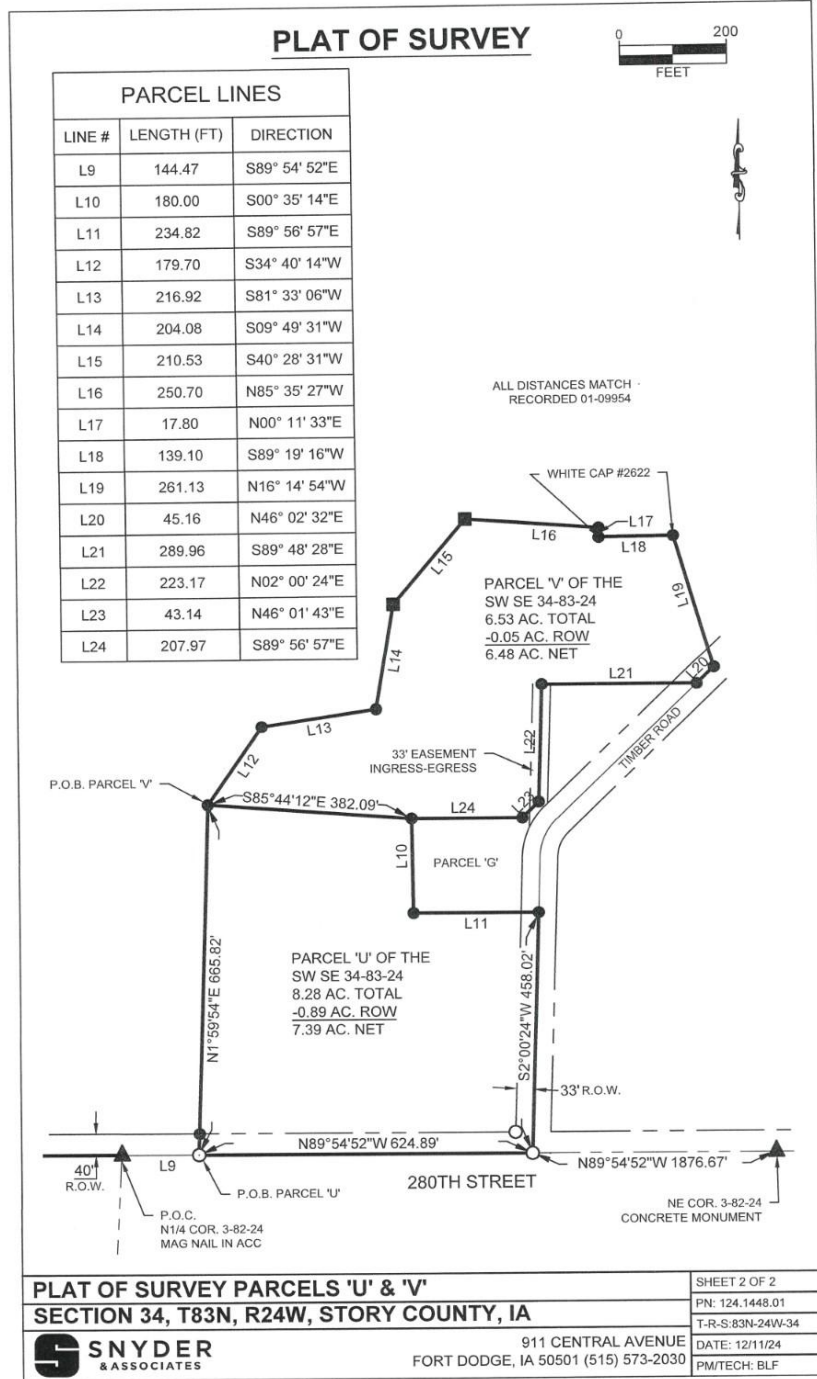 PLAT OF SURVEY
0 200
FEET
PARCEL LINES
LINE # LENGTH (FT) DIRECTION
L9 144.47 S89° 54' 52"E
L10 180.00 S00° 35' 14"E
L11 234.82 S89° 56' 57"E
L12 179.70 S34° 40' 14"W
L13 216.92 S81° 33' 06"W
L14 204.08 S09° 49' 31"W
L15 210.53 S40° 28' 31"W
L16 250.70 N85° 35' 27"W
L17 17.80 N00° 11' 33"E
L18 139.10 S89° 19' 16"W
L19 261.13 N16° 14' 54"W
L20 45.16 N46° 02' 32"E
L21 289.96 S89° 48' 28"E
L22 223.17 N02° 00' 24"E
L23 43.14 N46° 01' 43"E
L24 207.97 S89° 56' 57"E
ALL DISTANCES MATCH
RECORDED 01-09954
WHITE CAP #2622
L17
L16
L18
L15
L19
PARCEL 'V' OF THE
SW SE 34-83-24
6.53 AC. TOTAL
-0.05 AC. ROW
6.48 AC. NET
L14
L20
L21
L13
L12
L22
TIMBER ROAD
33' EASEMENT
INGRESS-EGRESS
P.O.B. PARCEL 'V'
S85°44'12"E 382.09'
L24
L23
L10
PARCEL 'G'
L11
N1°59'54"E 665.82'
PARCEL 'U' OF THE
SW SE 34-83-24
8.28 AC. TOTAL
-0.89 AC. ROW
7.39 AC. NET
S2°00'24"W 458.02'
33' R.O.W.
N89°54'52"W 624.89'
40'
R.O.W.
L9
N89°54'52"W 1876.67'
280TH STREET
P.O.B. PARCEL 'U'
P.O.C.
N1/4 COR. 3-82-24
MAG NAIL IN ACC
NE COR. 3-82-24
CONCRETE MONUMENT
PLAT OF SURVEY PARCELS 'U' & 'V'
SECTION 34, T83N, R24W, STORY COUNTY, IA
SNYDER
& ASSOCIATES
911 CENTRAL AVENUE
FORT DODGE, IA 50501 (515) 573-2030
SHEET 2 OF 2
PN: 124.1448.01
T-R-S:83N-24W-34
DATE: 12/11/24
PM/TECH: BLF